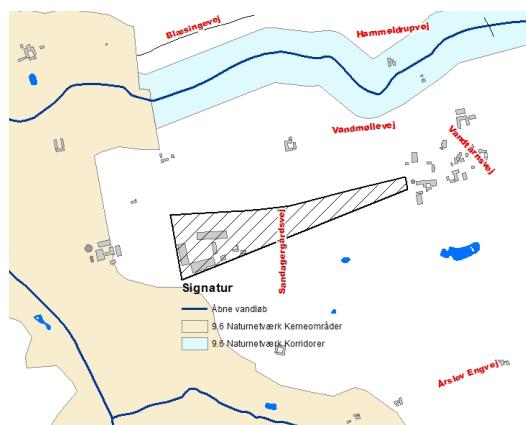 Blæsingevej
Hammeldrupvej
Vandmøllevej
Vandtårnsvej
Sandagergårdsvej
Signatur
Åbne vandløb
9.6 Naturnetværk Kerneområder
9.6 Naturnetværk Korridorer
Årslev Engvej